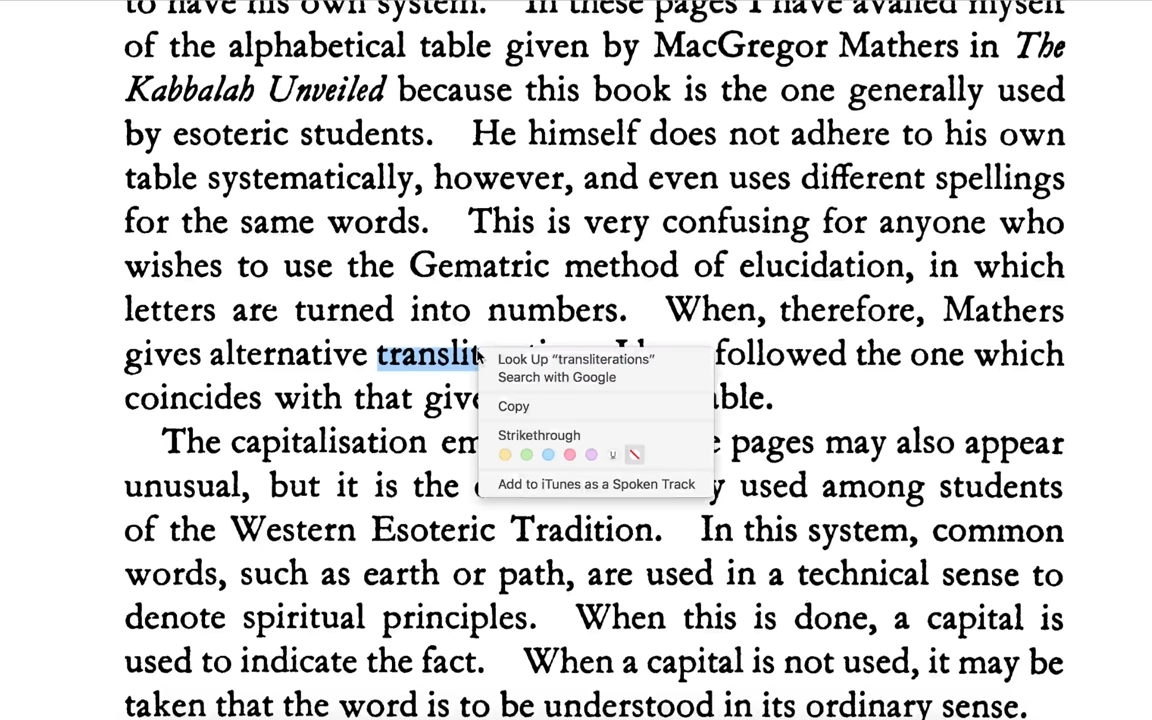 to have his own system. In these pages I have availed myself
of the alphabetical table given by MacGregor Mathers in The
Kabbalah Unveiled because this book is the one generally used
by esoteric students. He himself does not adhere to his own
table systematically, however, and even uses different spellings
for the same words. This is very confusing for anyone who
wishes to use the Gematric method of elucidation, in which
letters are turned into numbers. When, therefore, Mathers
gives alternative translit followed the one which
coincides with that give able.
The capitalisation em pages may also appear
unusual, but it is the y used among students
of the Western Esoteric Tradition. In this system, common
words, such as earth or path, are used in a technical sense to
denote spiritual principles. When this is done, a capital is
used to indicate the fact. When a capital is not used, it may be
taken that the word is to be understood in its ordinary sense.
Look Up “transliterations”
Search with Google
Copy
Strikethrough
U
Add to iTunes as a Spoken Track